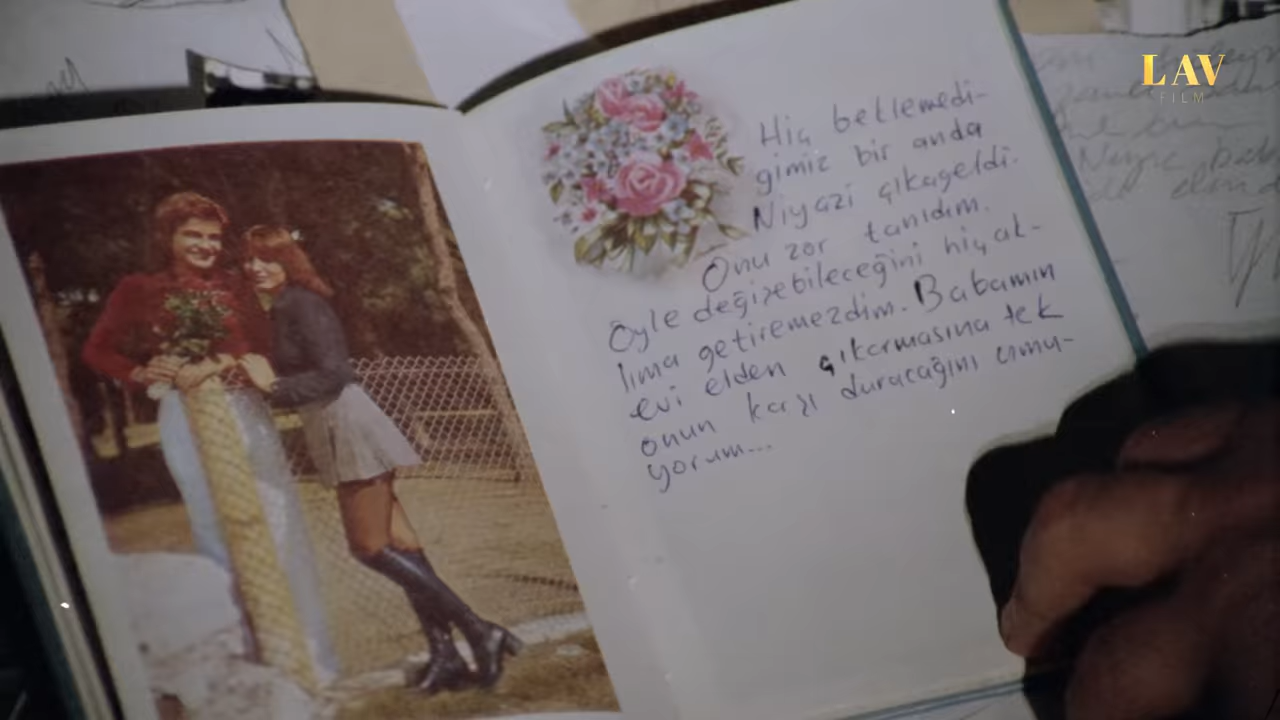 LAV
FILM
Hiç beklemedi-
gimiz bir anda
Niyazi çıkageldi.
Onu zor tanıdım.
Öyle değişebileceğini hiç ak-
lıma getiremezdim. Babamın
evi elden çıkarmasına tek
onun karşı duracağını umu-
yorum...